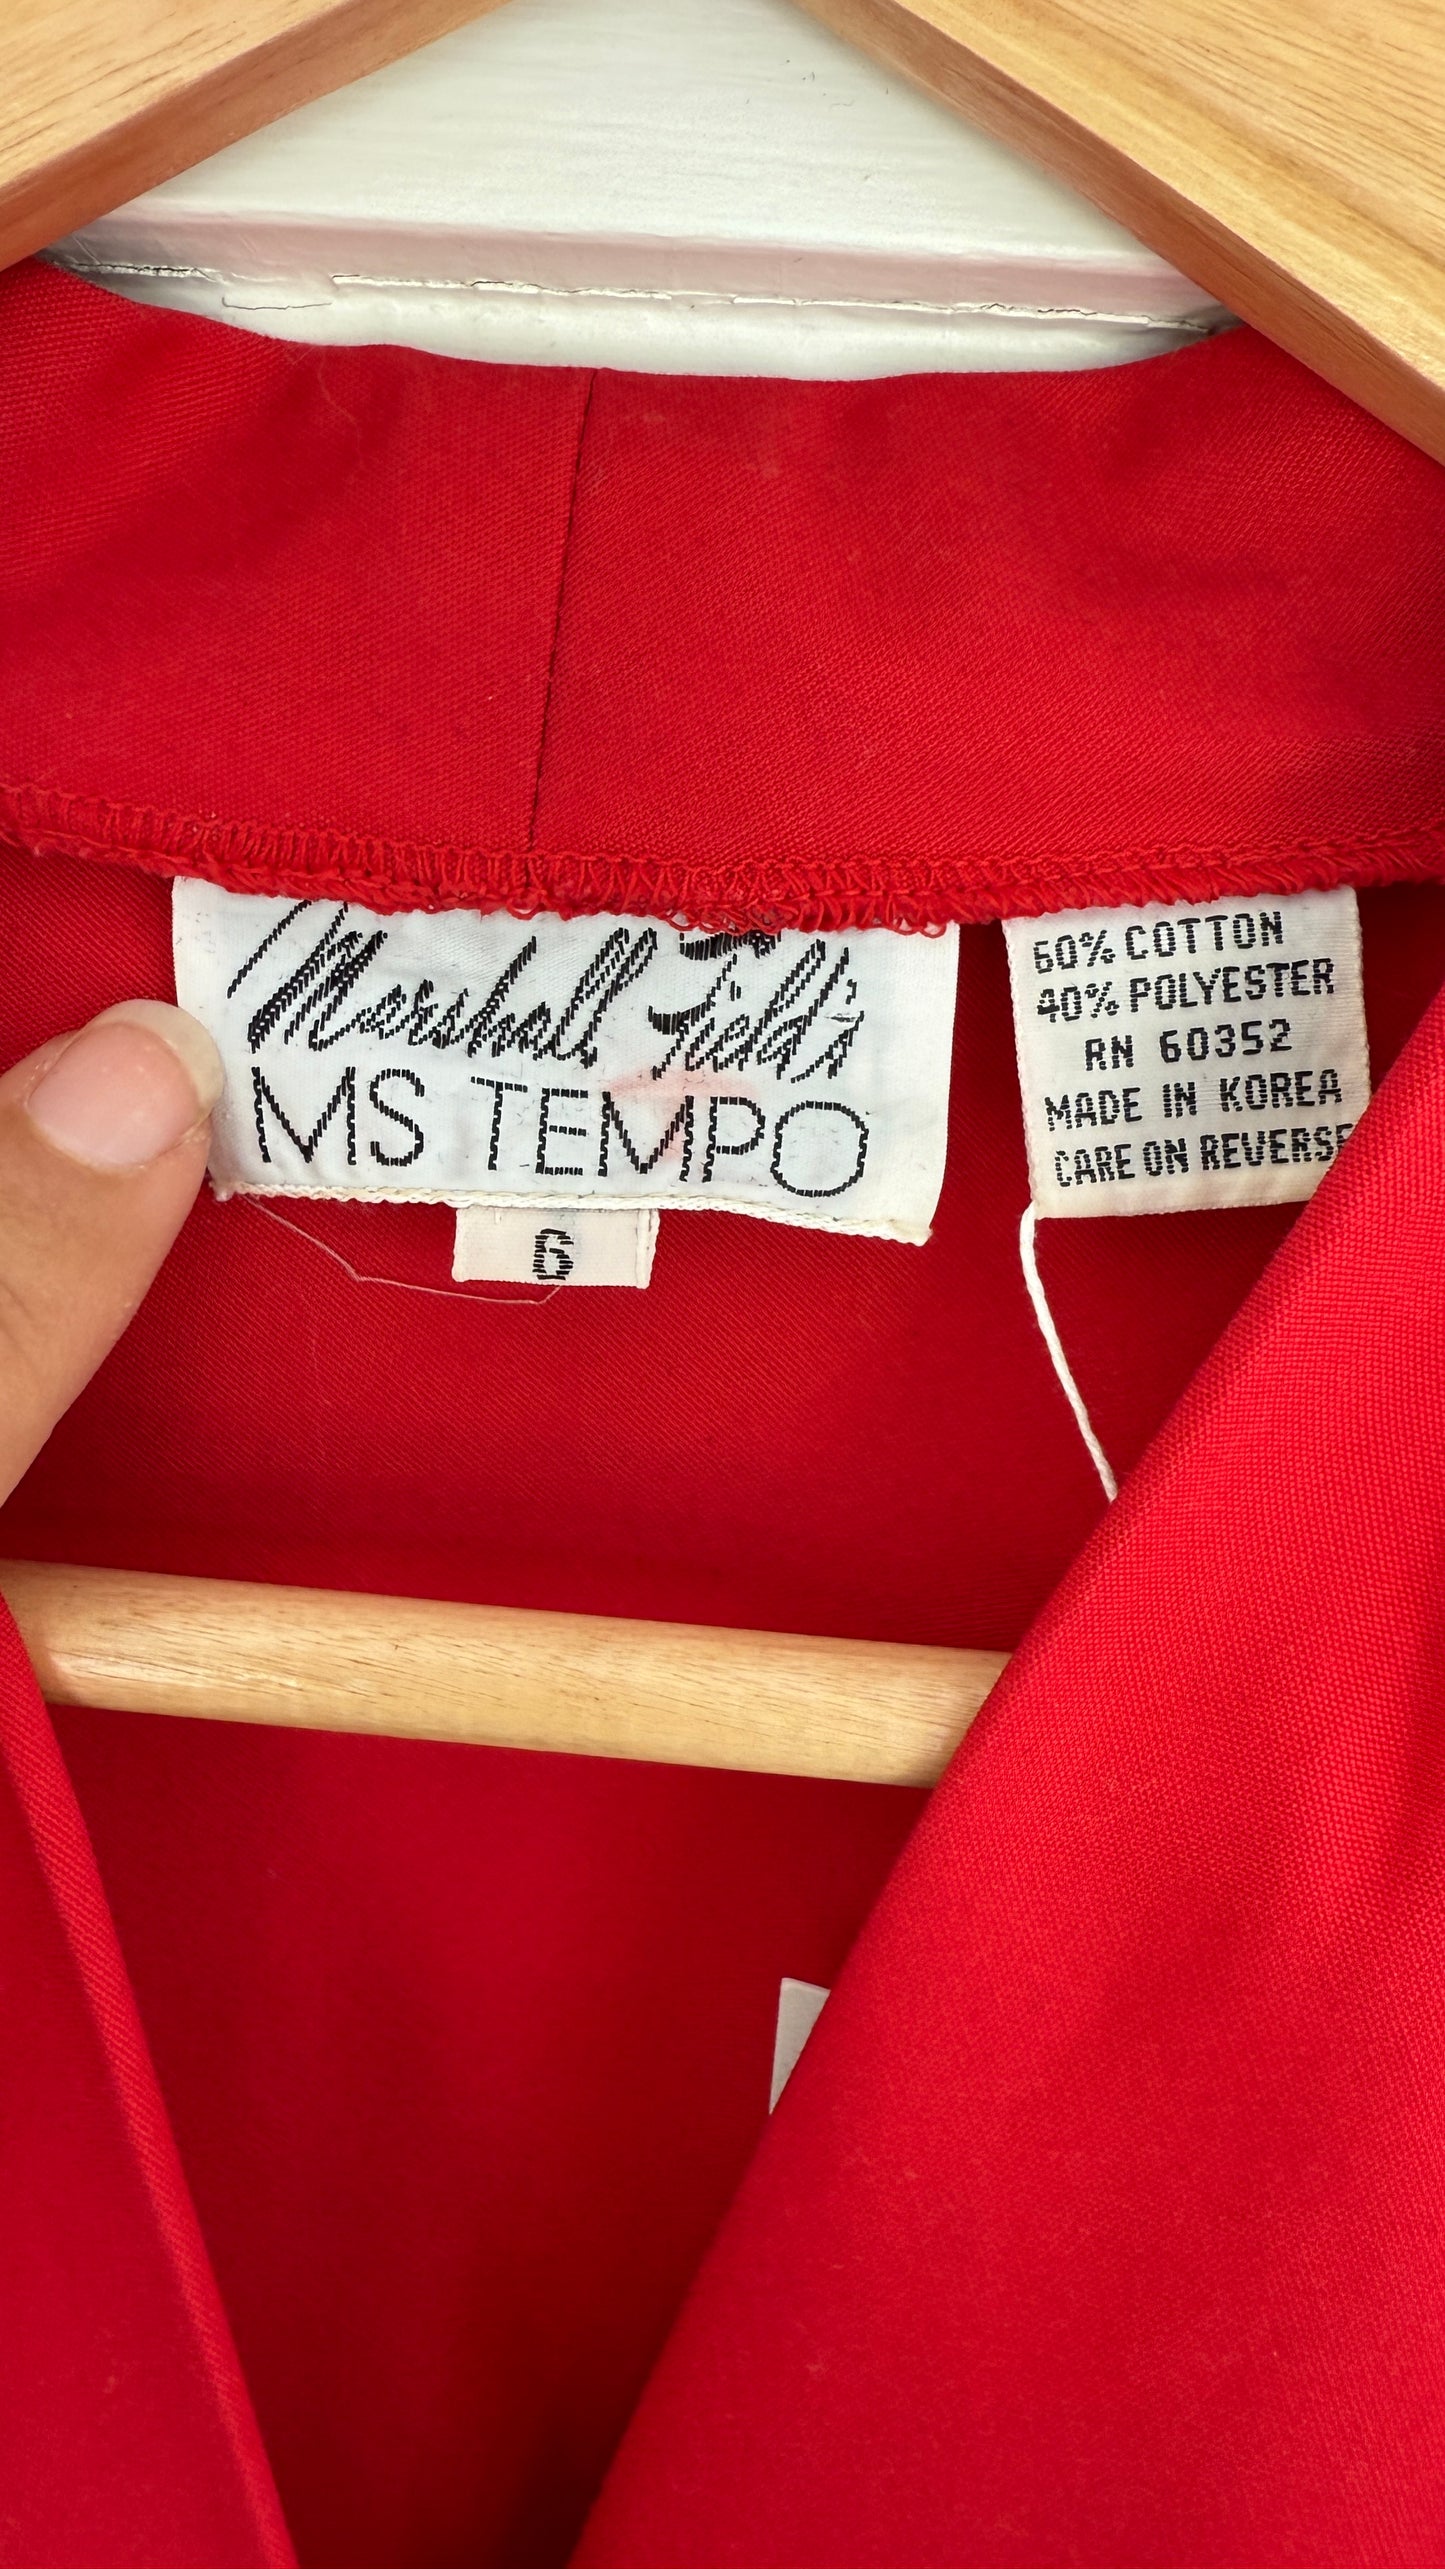 Marshall Field's
MS TEMPO
6
60% COTTON
40% POLYESTER
RN 60352
MADE IN KOREA
CARE ON REVERSE